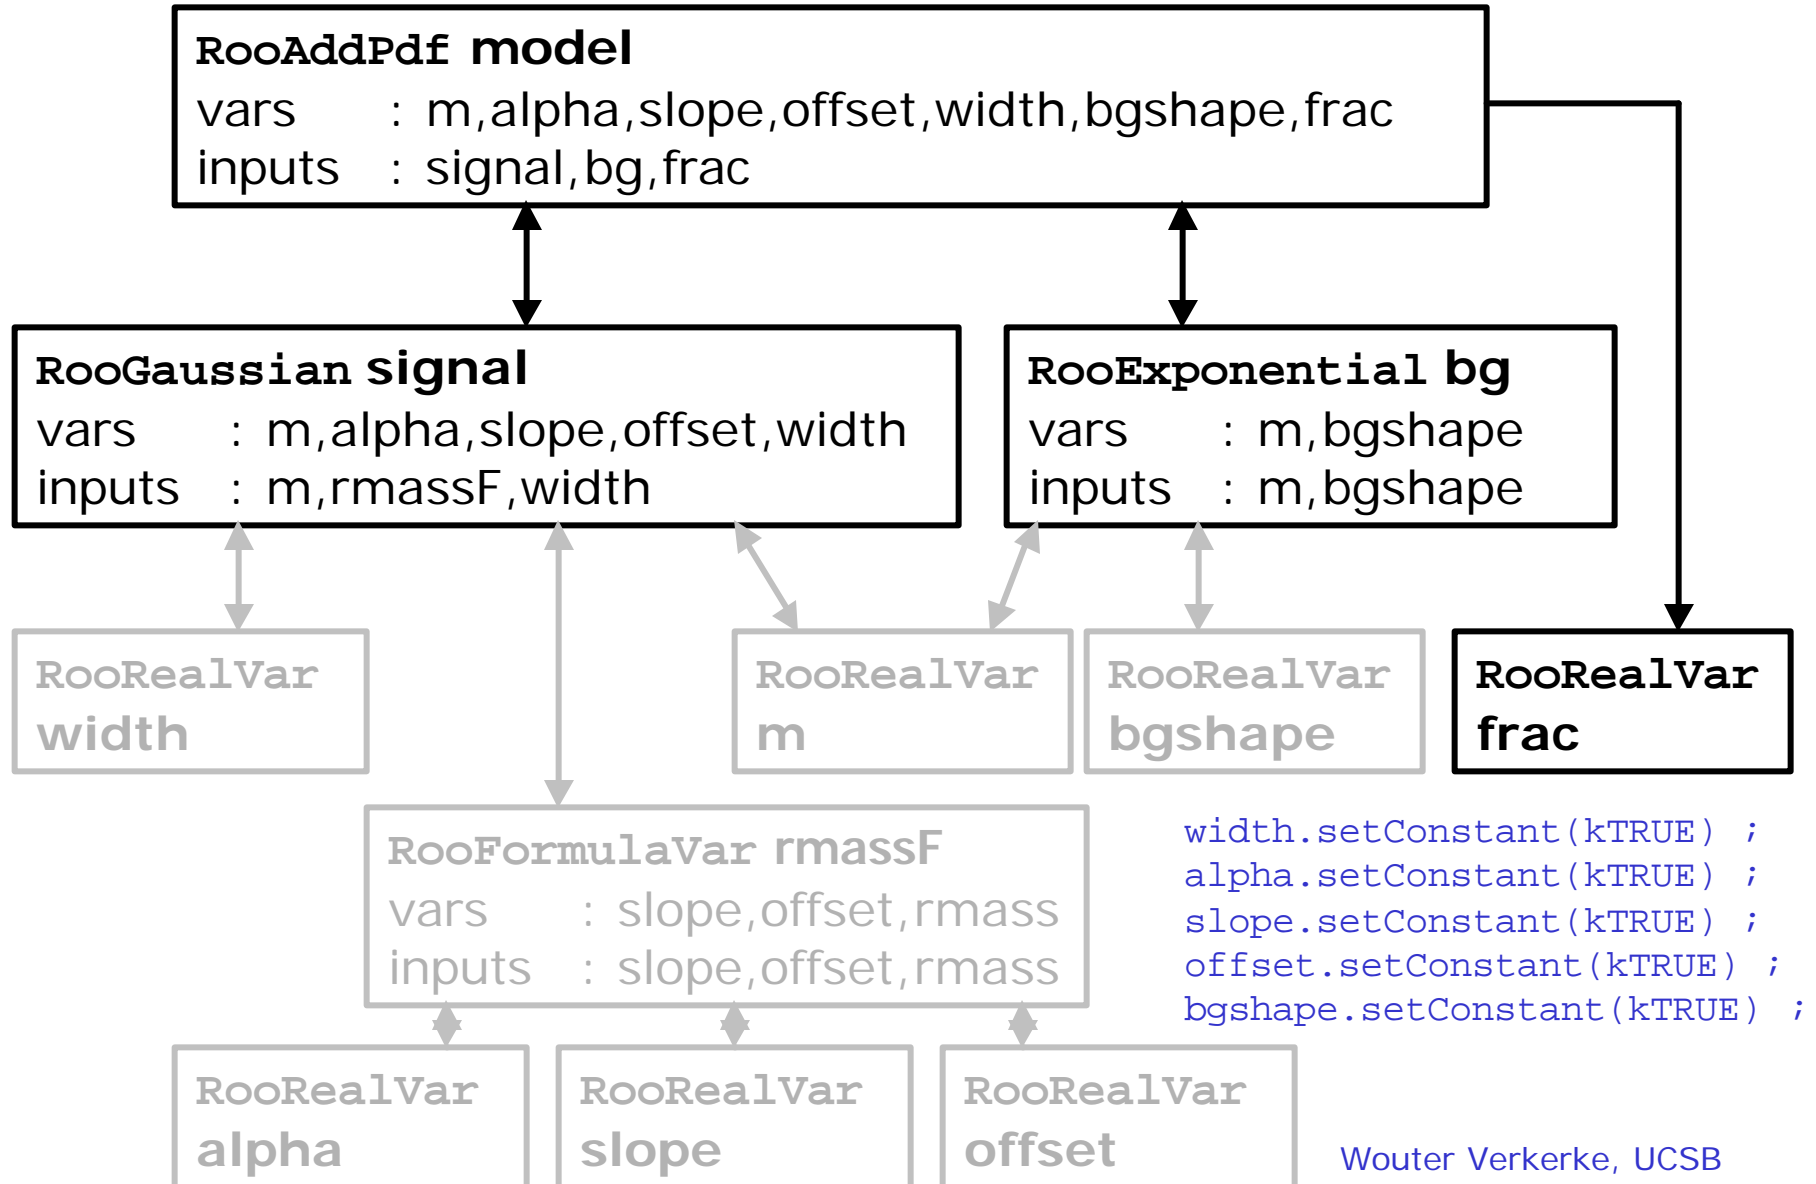 RooAddPdf model
vars : m,alpha,slope,offset,width,bgshape,frac
inputs : signal,bg,frac
RooGaussian signal
vars : m,alpha,slope,offset,width
inputs : m,rmassF,width
RooExponential bg
vars : m,bgshape
inputs : m,bgshape
RooRealVar
width
RooRealVar
m
RooRealVar
bgshape
RooRealVar
frac
RooFormulaVar rmassF
vars : slope,offset,rmass
inputs : slope,offset,rmass
width.setConstant(kTRUE) ;
alpha.setConstant(kTRUE) ;
slope.setConstant(kTRUE) ;
offset.setConstant(kTRUE) ;
bgshape.setConstant(kTRUE) ;
RooRealVar
alpha
RooRealVar
slope
RooRealVar
offset
Wouter Verkerke, UCSB